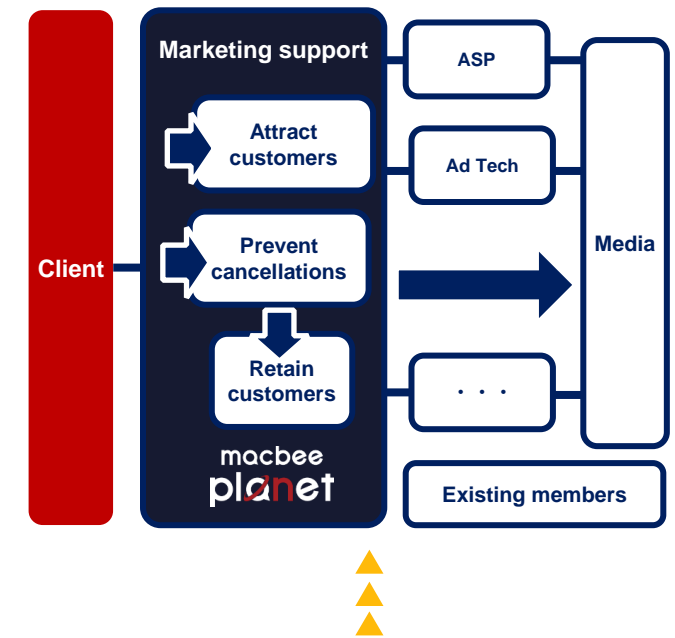 Client
Marketing support
Attract
customers
Prevent
cancellations
Retain
customers
macbee
planet
ASP
Ad Tech
. . .
Media
Existing members